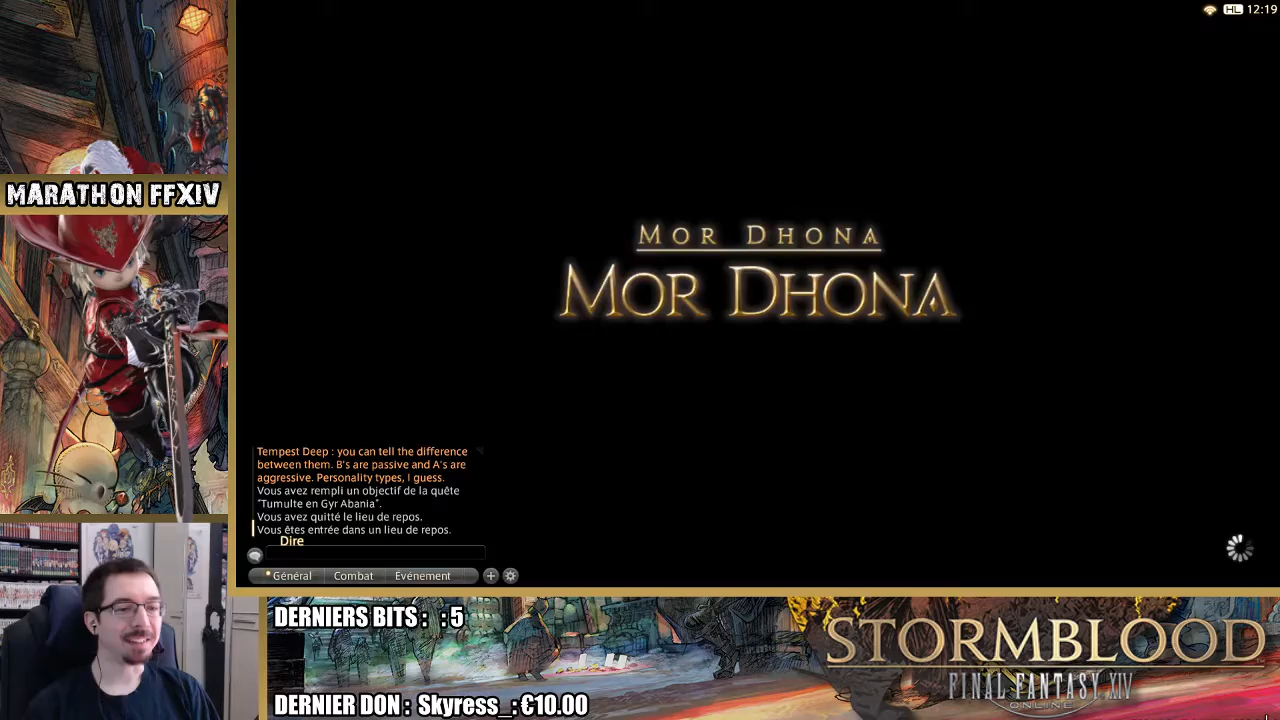 HL 12:19
MARATHON FFXIV
MOR DHONA
MOR DHONA
Tempest Deep : you can tell the difference
between them. B's are passive and A's are
aggressive. Personality types, I guess.
Vous avez rempli un objectif de la quête
"Tumulte en Gyr Abania".
Vous avez quitté le lieu de repos.
Vous êtes entrée dans un lieu de repos.
Dire
Général Combat Evénement
DERNIERS BITS : : 5
DERNIER DON : Skyress_: €10.00
STORMBLOOD
FINAL FANTASY XIV
ONLINE